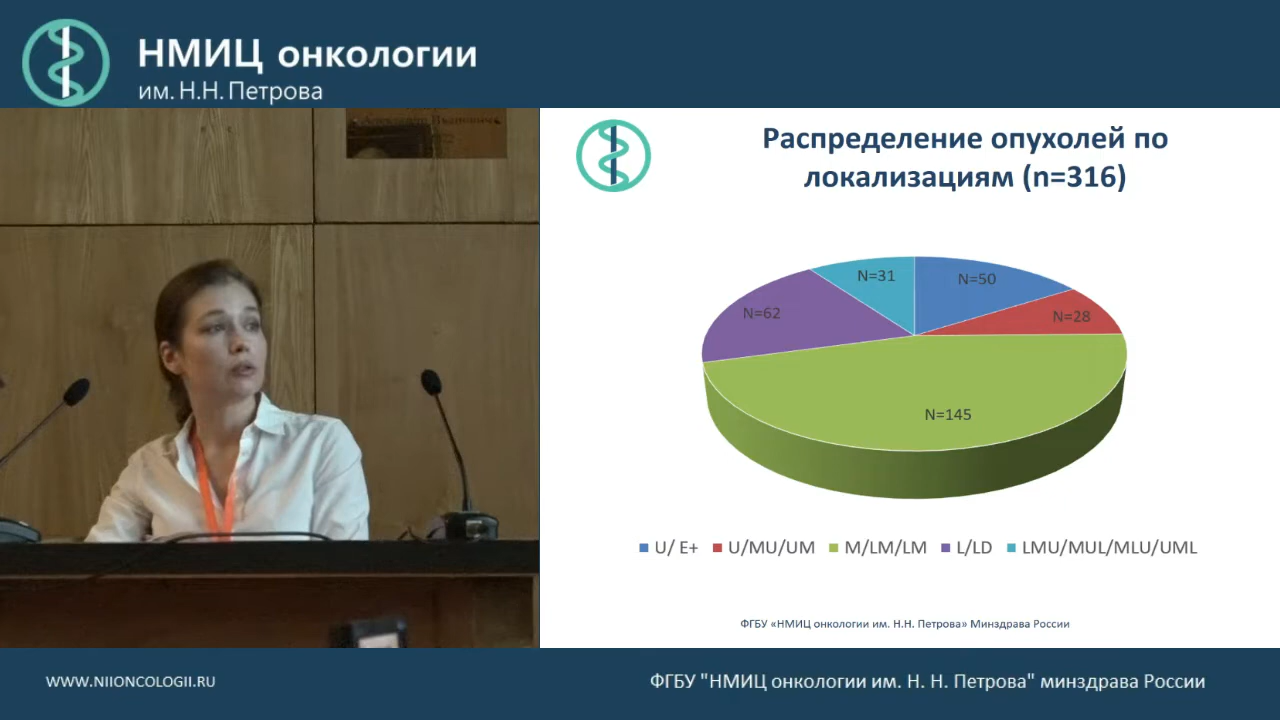 НМИЦ онкологии
им. Н.Н. Петрова
Распределение опухолей по
локализациям (n=316)
N=31
N=50
N=62
N=28
N=145
U/ E+
U/MU/UM
M/LM/LM
L/LD
LMU/MUL/MLU/UML
ФГБУ «НМИЦ онкологии им. Н.Н. Петрова» Минздрава России
WWW.NIIONCOLOGII.RU
ФГБУ "НМИЦ онкологии им. Н. Н. Петрова" минздрава России